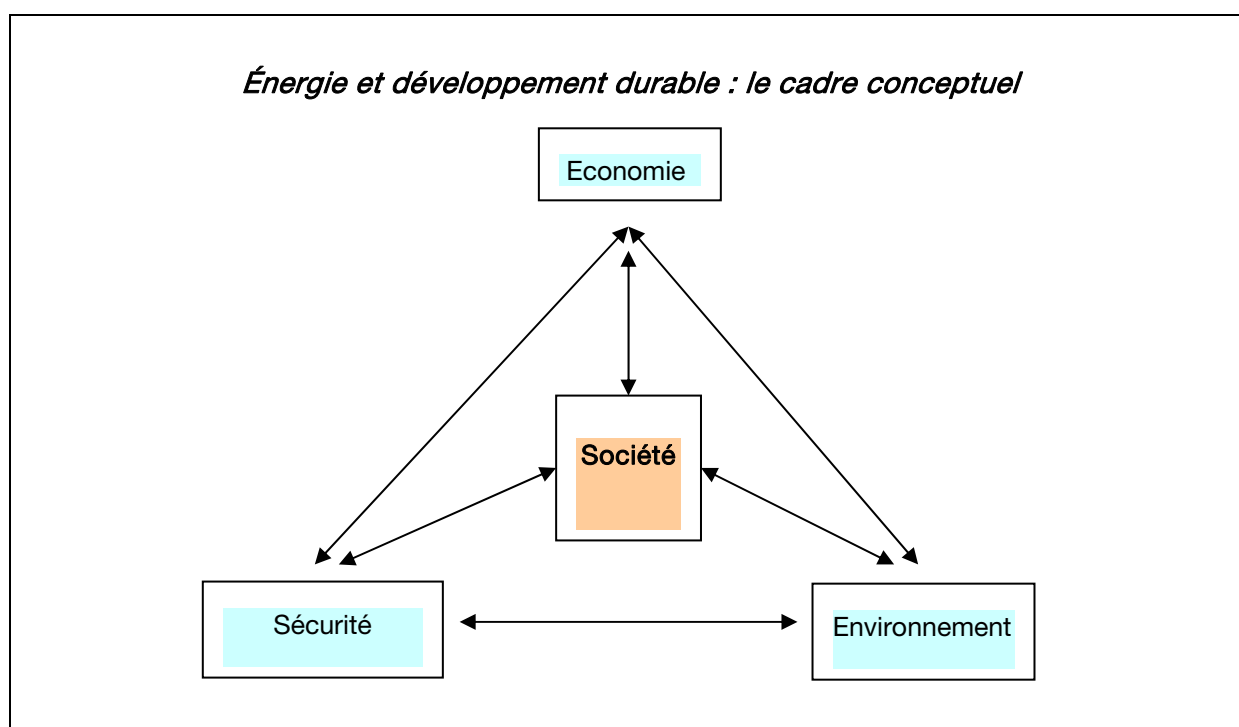 Énergie et développement durable : le cadre conceptuel
Economie
Société
Sécurité
Environnement